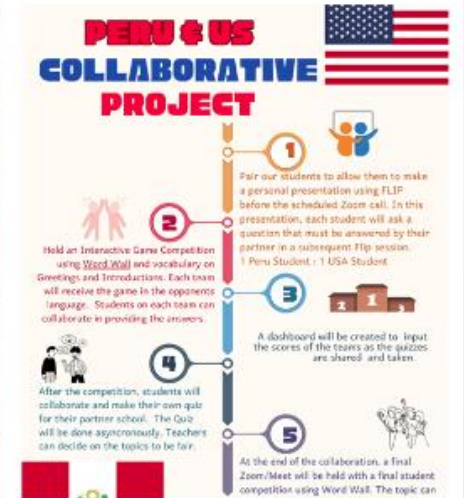 PERU & US
COLLABORATIVE
PROJECT
1
Pair our students to allow them to make
a personal presentation using FLIP
before the scheduled Zoom call. In this
presentation, each student will ask a
question that must be answered by their
partner in a subsequent Flip session.
1 Peru Student : 1 USA Student
2
Hold an Interactive Game Competition
using Word Wall and vocabulary on
Greetings and Introductions. Each team
will receive the game in the opponents
language. Students on each team can
collaborate in providing the answers.
3
2 1 3
A dashboard will be created to input
the scores of the teams as the quizzes
are shared and taken.
4
After the competition, students will
collaborate and make their own quiz
for their partner school. The Quiz
will be done asyncronously. Teachers
can decide on the topics to be fair.
5
At the end of the collaboration, a final
Zoom/Meet will be held with a final student
competition using Word Wall. The topic can